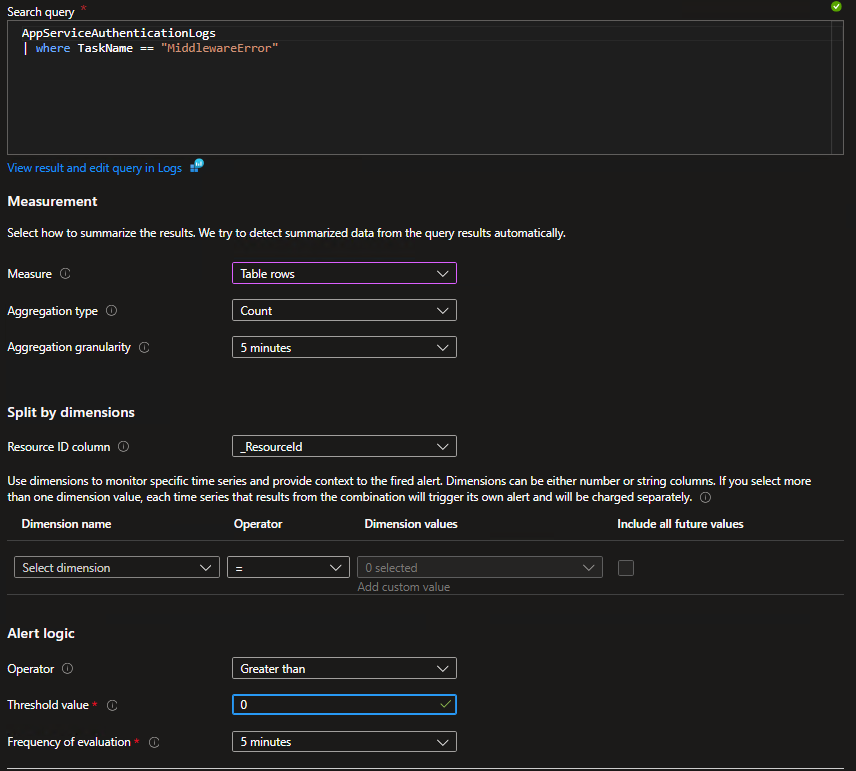 Search query *
AppServiceAuthenticationLogs
| where TaskName == "MiddlewareError"
View result and edit query in Logs
Measurement
Select how to summarize the results. We try to detect summarized data from the query results automatically.
Measure
Table rows
Aggregation type
Count
Aggregation granularity
5 minutes
Split by dimensions
Resource ID column
_ResourceId
Use dimensions to monitor specific time series and provide context to the fired alert. Dimensions can be either number or string columns. If you select more
than one dimension value, each time series that results from the combination will trigger its own alert and will be charged separately.
Dimension name Operator Dimension values Include all future values
Select dimension = 0 selected
Add custom value
Alert logic
Operator
Greater than
Threshold value *
0
Frequency of evaluation *
5 minutes